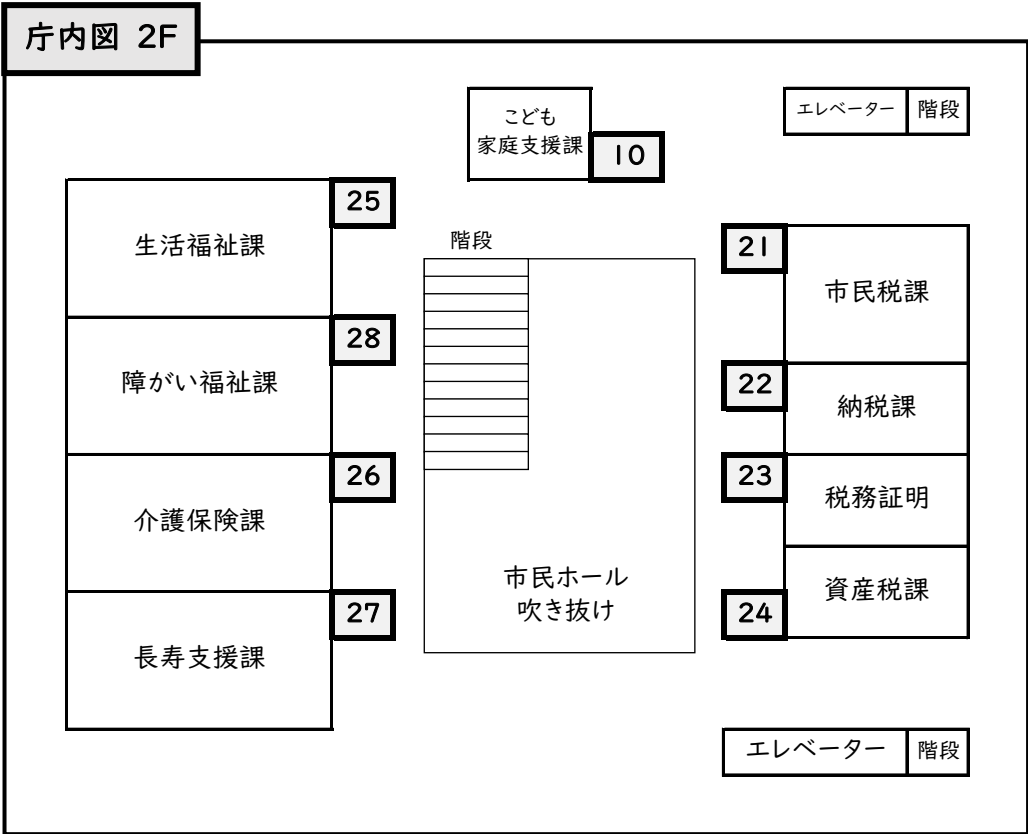 庁内図 2F
こども
家庭支援課
10
エレベーター
階段
25
生活福祉課
28
障がい福祉課
26
介護保険課
27
長寿支援課
階段
市民ホール
吹き抜け
21
市民税課
22
納税課
23
税務証明
24
資産税課
エレベーター
階段